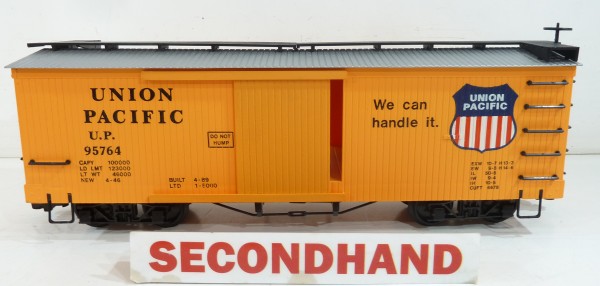 UNION
PACIFIC
U.P.
95764
CAPY 100000
LD LMT 123000
LT WT 46000
NEW 4-46
DO NOT
HUMP
BUILT 4-89
LTD 1-5000
We can
handle it.
UNION
PACIFIC
SECONDHAND